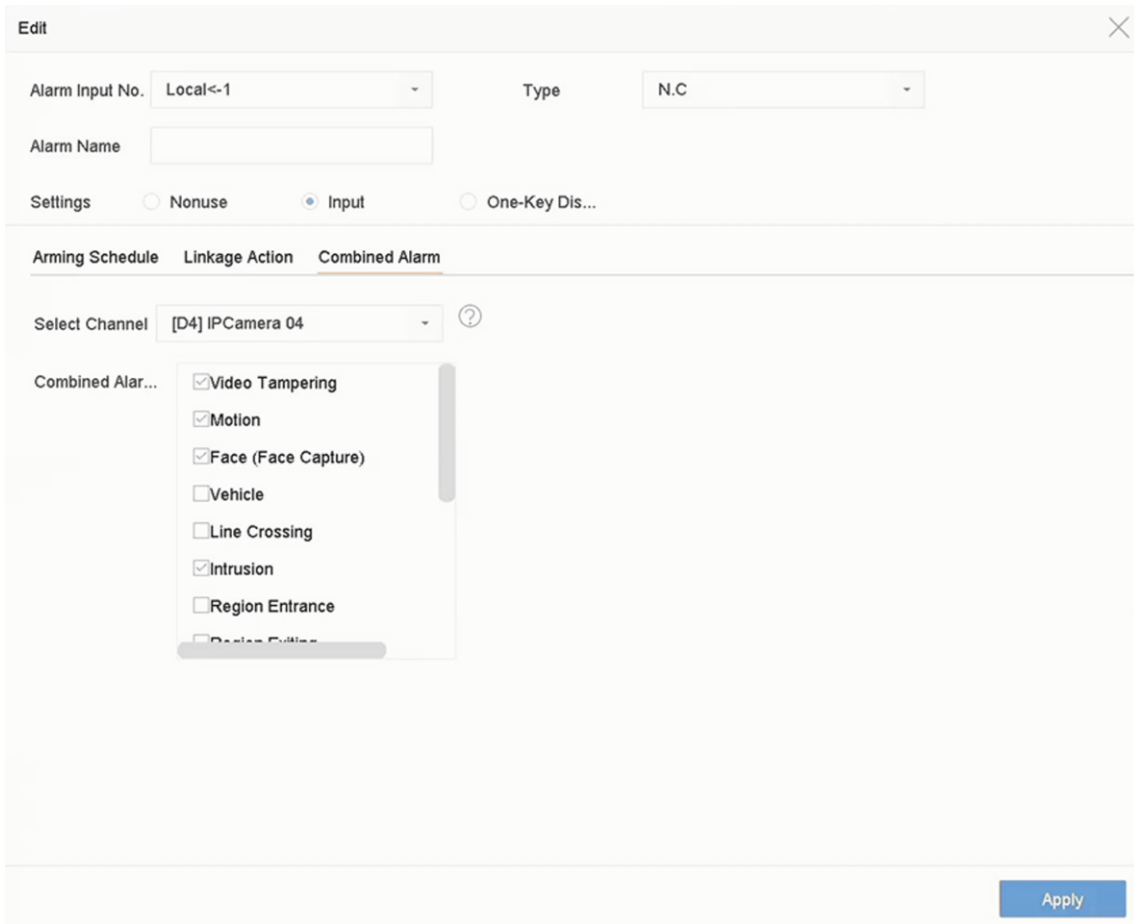 Edit
Alarm Input No. Local<-1 Type N.C
Alarm Name
Settings Nonuse Input One-Key Dis...
Arming Schedule Linkage Action Combined Alarm
Select Channel [D4] IPCamera 04
Combined Alar... Video Tampering
Motion
Face (Face Capture)
Vehicle
Line Crossing
Intrusion
Region Entrance
Region Exiting
Apply